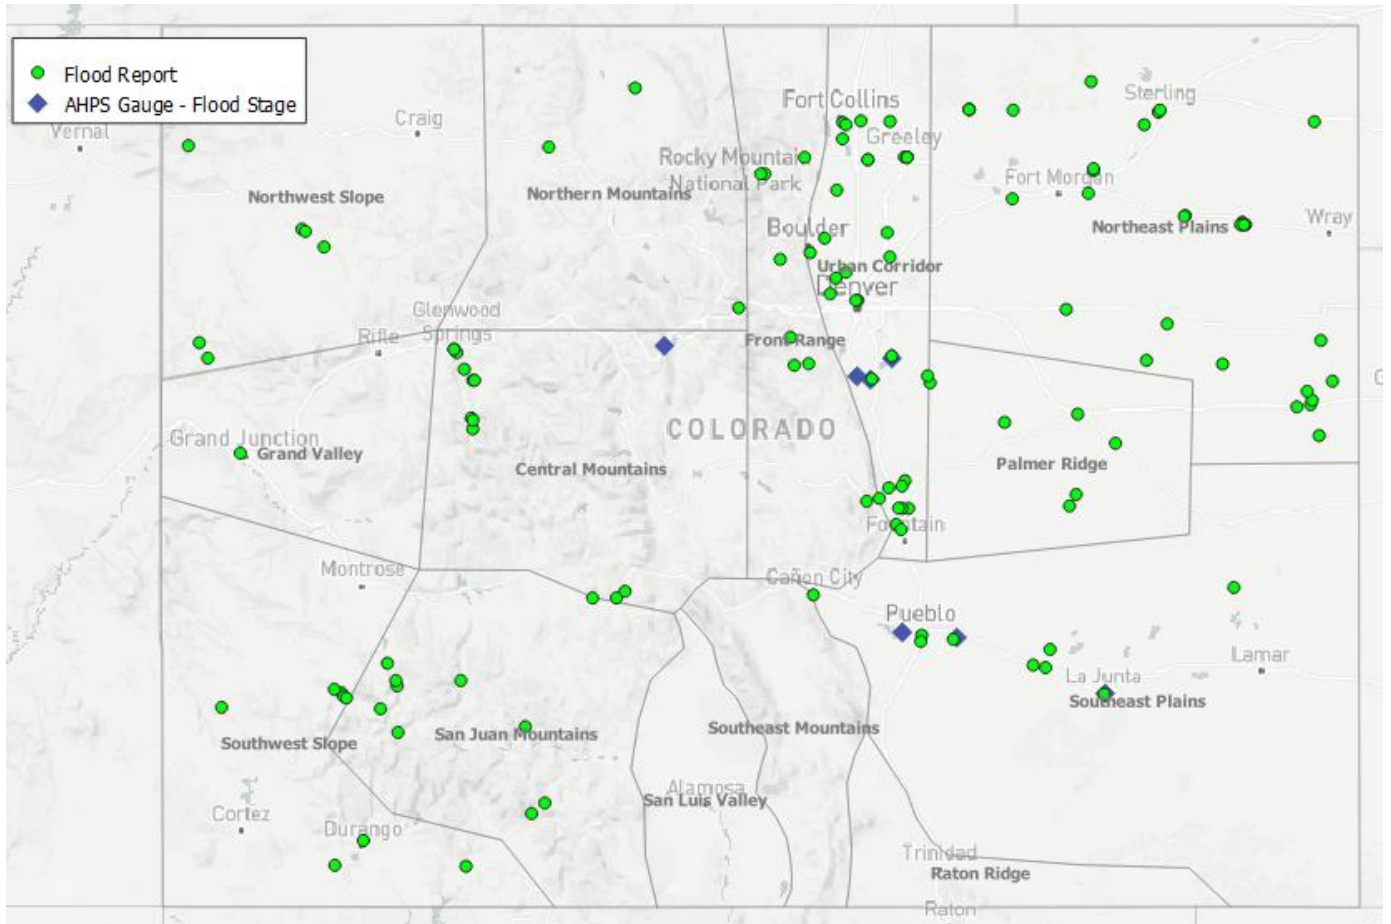 Flood Report
AHPS Gauge - Flood Stage
Vernal
Craig
Fort Collins
Sterling
Greeley
Rocky Mountain
National Park
Fort Morgan
Northwest Slope
Northern Mountains
Northeast Plains
Wray
Boulder
Urban Corridor
Denver
Glenwood
Springs
Rifle
Front Range
COLORADO
Grand Junction
Grand Valley
Central Mountains
Palmer Ridge
Fountain
Montrose
Cañon City
Pueblo
Lamar
La Junta
Southeast Plains
Southwest Slope
San Juan Mountains
Southeast Mountains
Alamosa
San Luis Valley
Cortez
Durango
Trinidad
Raton Ridge
Raton